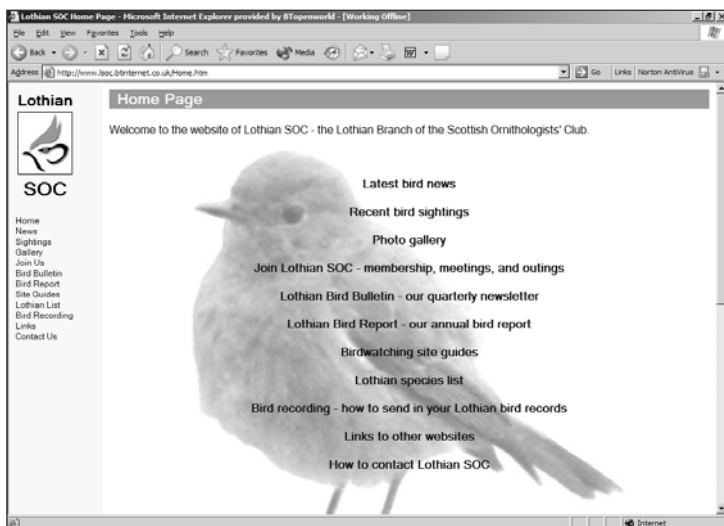 Lothian SOC Home Page - Microsoft Internet Explorer provided by BTopenworld - [Working Offline]
File Edit View Favorites Tools Help
Back Search Favorites Media
Address http://www.lsoc.btinternet.co.uk/Home.htm Go Links Norton AntiVirus
Lothian
SOC
Home
News
Sightings
Gallery
Join Us
Bird Bulletin
Bird Report
Site Guides
Lothian List
Bird Recording
Links
Contact Us
Home Page
Welcome to the website of Lothian SOC - the Lothian Branch of the Scottish Ornithologists' Club.
Latest bird news
Recent bird sightings
Photo gallery
Join Lothian SOC - membership, meetings, and outings
Lothian Bird Bulletin - our quarterly newsletter
Lothian Bird Report - our annual bird report
Birdwatching site guides
Lothian species list
Bird recording - how to send in your Lothian bird records
Links to other websites
How to contact Lothian SOC
Internet